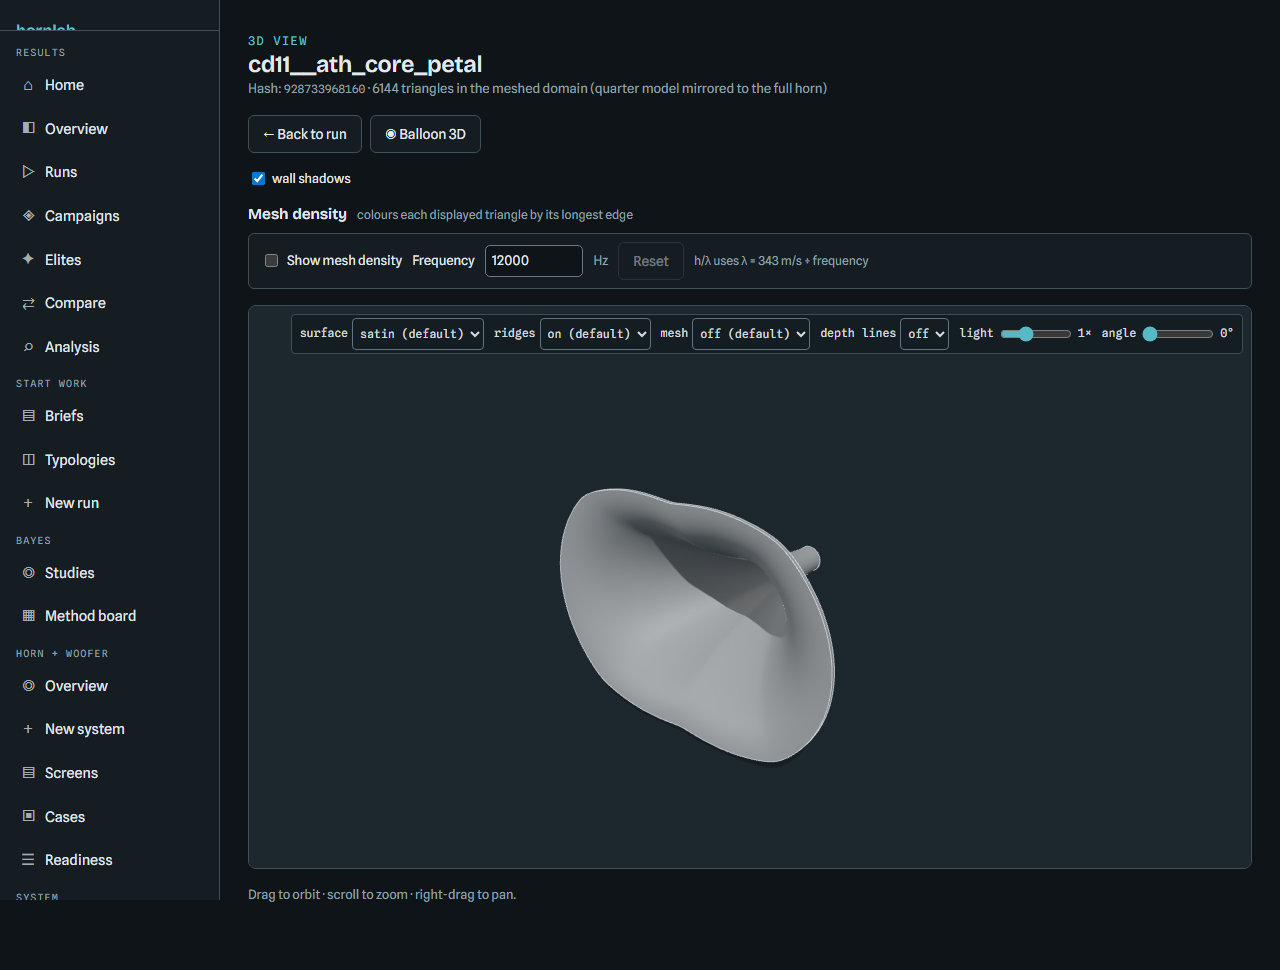 hornlab
RESULTS
Home
Overview
Runs
Campaigns
Elites
Compare
Analysis
START WORK
Briefs
Typologies
New run
BAYES
Studies
Method board
HORN + WOOFER
Overview
New system
Screens
Cases
Readiness
SYSTEM
3D VIEW
cd11__ath_core_petal
Hash: 928733968160 · 6144 triangles in the meshed domain (quarter model mirrored to the full horn)
← Back to run
◉ Balloon 3D
wall shadows
Mesh density colours each displayed triangle by its longest edge
Show mesh density Frequency 12000 Hz Reset h/λ uses λ = 343 m/s ÷ frequency
surface satin (default) ridges on (default) mesh off (default) depth lines off light 1× angle 0°
Drag to orbit · scroll to zoom · right-drag to pan.